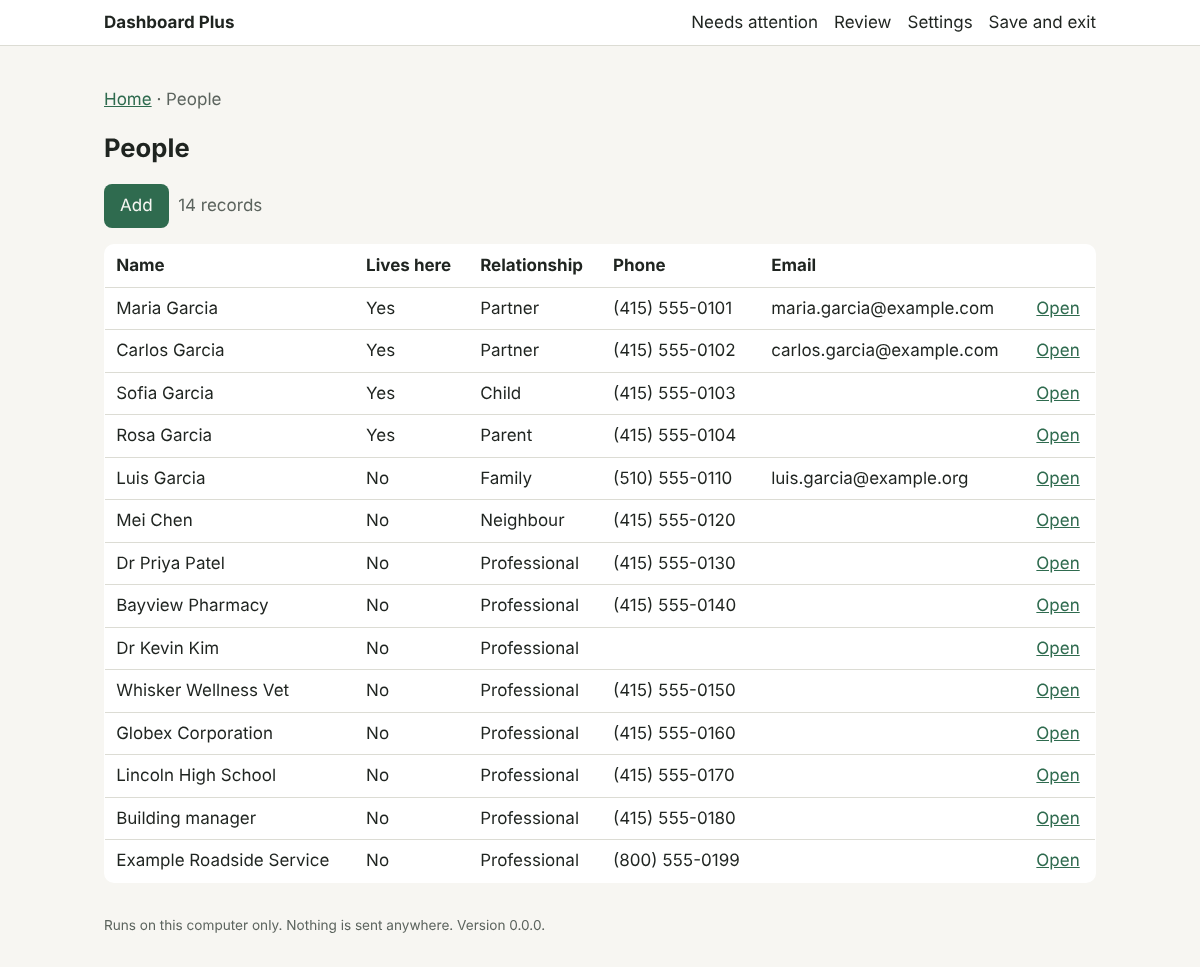 Dashboard Plus Needs attention Review Settings Save and exit
Home · People
People
Add 14 records
Name Lives here Relationship Phone Email
Maria Garcia Yes Partner (415) 555-0101 maria.garcia@example.com Open
Carlos Garcia Yes Partner (415) 555-0102 carlos.garcia@example.com Open
Sofia Garcia Yes Child (415) 555-0103 Open
Rosa Garcia Yes Parent (415) 555-0104 Open
Luis Garcia No Family (510) 555-0110 luis.garcia@example.org Open
Mei Chen No Neighbour (415) 555-0120 Open
Dr Priya Patel No Professional (415) 555-0130 Open
Bayview Pharmacy No Professional (415) 555-0140 Open
Dr Kevin Kim No Professional Open
Whisker Wellness Vet No Professional (415) 555-0150 Open
Globex Corporation No Professional (415) 555-0160 Open
Lincoln High School No Professional (415) 555-0170 Open
Building manager No Professional (415) 555-0180 Open
Example Roadside Service No Professional (800) 555-0199 Open
Runs on this computer only. Nothing is sent anywhere. Version 0.0.0.